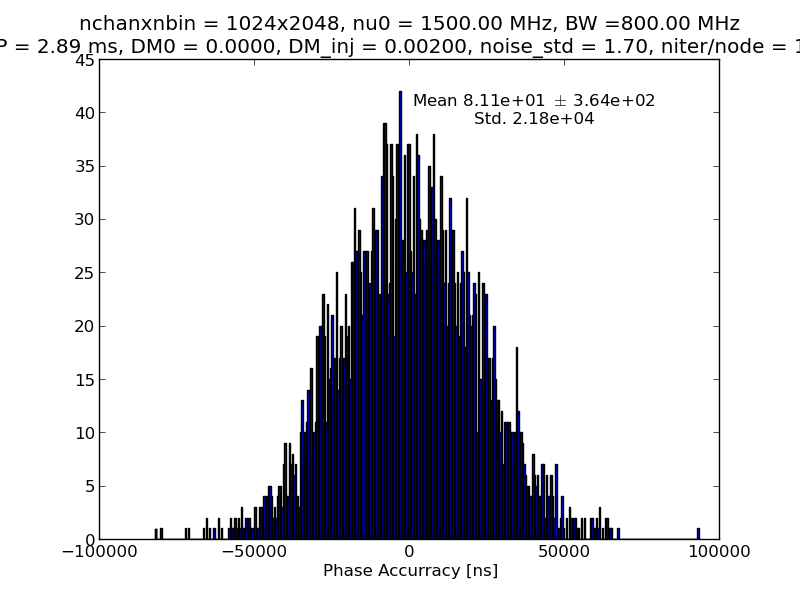 nchanxnbin = 1024x2048, nu0 = 1500.00 MHz, BW =800.00 MHz
P = 2.89 ms, DM0 = 0.0000, DM_inj = 0.00200, noise_std = 1.70, niter/node = 1
45
Mean 8.11e+01 ± 3.64e+02
40
Std. 2.18e+04
35
30
25
20
15
10
5
0
−100000 −50000 0 50000 100000
Phase Accurracy [ns]